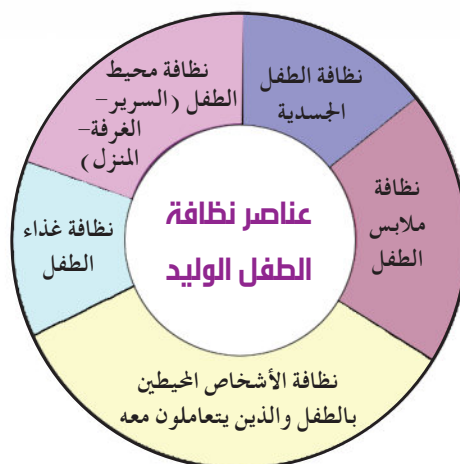 عناصر نظافة
الطفل الوليد
نظافة الطفل
الجسدية
نظافة
ملابس
الطفل
نظافة الأشخاص المحيطين
بالطفل والذين يتعاملون معه
نظافة غذاء
الطفل
نظافة محيط
الطفل (السرير-
الغرفة-
المنزل)